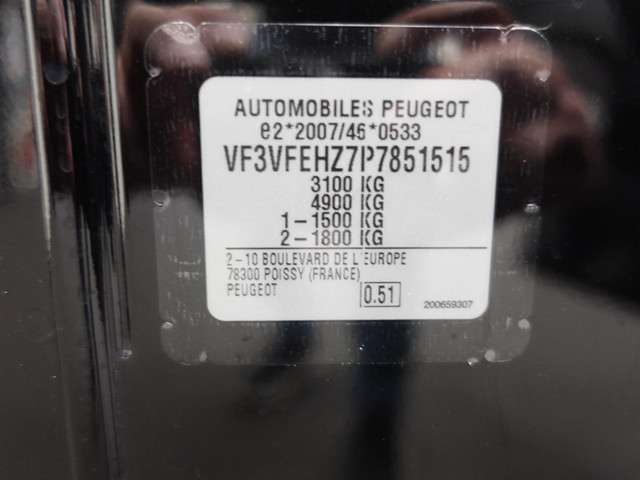 AUTOMOBILES PEUGEOT
e2*2007/46*0533
VF3VFEHZ7P7851515
3100 KG
4900 KG
1-1500 KG
2-1800 KG
2-10 BOULEVARD DE L'EUROPE
78300 POISSY (FRANCE)
PEUGEOT
0.51
200659307